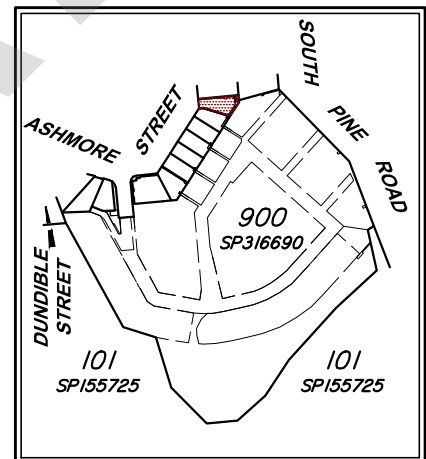 SOUTH
PINE
ROAD
ASHMORE
STREET
900
SP316690
DUNDIBLE
STREET
101
SP155725
101
SP155725